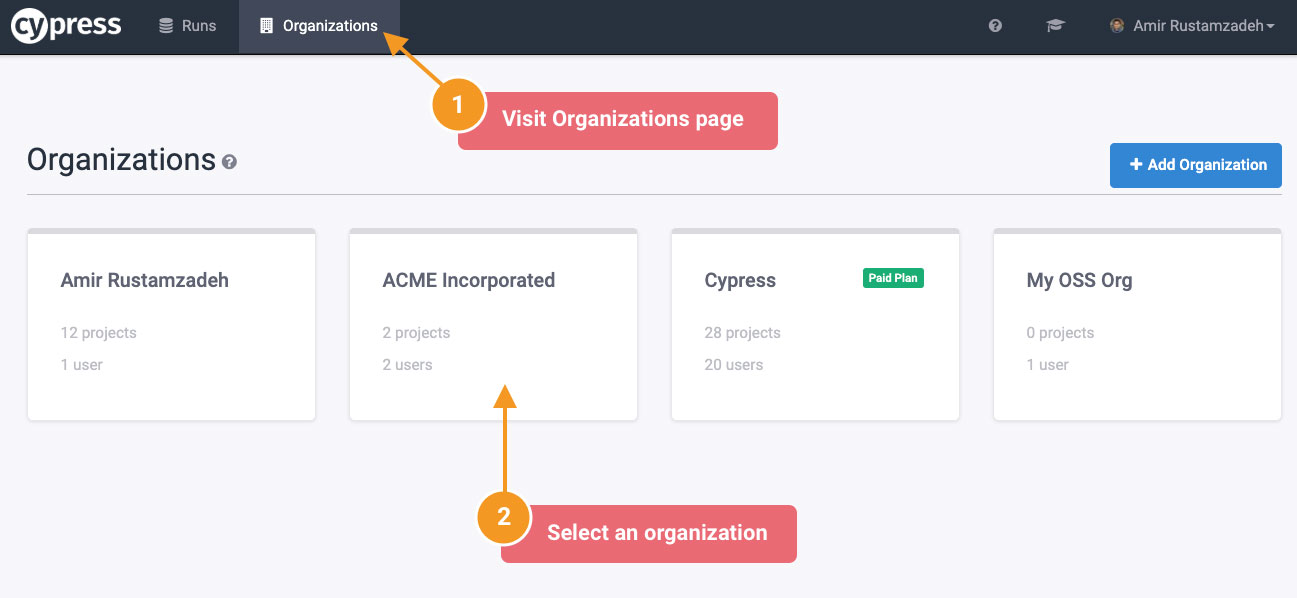 cypress
Runs
Organizations
Amir Rustamzadeh
1
Visit Organizations page
Organizations
Add Organization
Amir Rustamzadeh
12 projects
1 user
ACME Incorporated
2 projects
2 users
Cypress
Paid Plan
28 projects
20 users
My OSS Org
0 projects
1 user
2
Select an organization